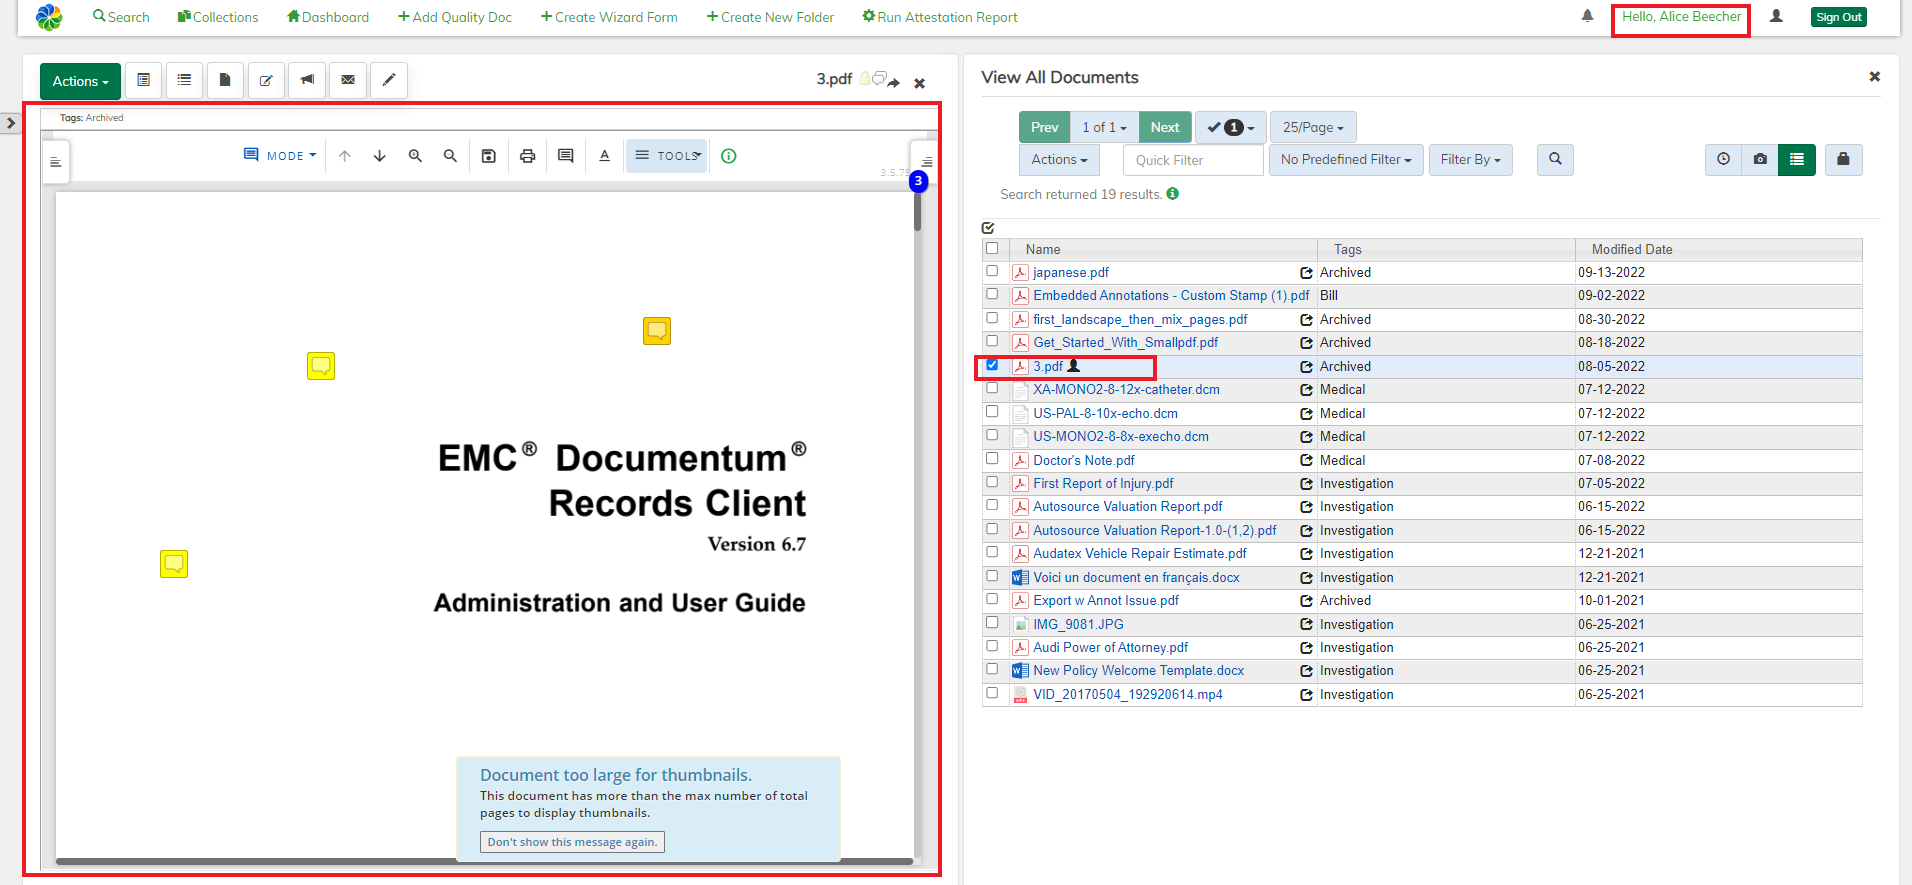 Search Collections Dashboard Add Quality Doc Create Wizard Form Create New Folder Run Attestation Report Hello, Alice Beecher Sign Out
Actions 3.pdf
Tags: Archived
MODE TOOLS
3.5.75
3
EMC® Documentum®
Records Client
Version 6.7
Administration and User Guide
Document too large for thumbnails.
This document has more than the max number of total
pages to display thumbnails.
Don't show this message again.
View All Documents
Prev 1 of 1 Next 1 25/Page
Actions Quick Filter No Predefined Filter Filter By
Search returned 19 results.
Name Tags Modified Date
japanese.pdf Archived 09-13-2022
Embedded Annotations - Custom Stamp (1).pdf Bill 09-02-2022
first_landscape_then_mix_pages.pdf Archived 08-30-2022
Get_Started_With_Smallpdf.pdf Archived 08-18-2022
3.pdf Archived 08-05-2022
XA-MONO2-8-12x-catheter.dcm Medical 07-12-2022
US-PAL-8-10x-echo.dcm Medical 07-12-2022
US-MONO2-8-8x-execho.dcm Medical 07-12-2022
Doctor's Note.pdf Medical 07-08-2022
First Report of Injury.pdf Investigation 07-05-2022
Autosource Valuation Report.pdf Investigation 06-15-2022
Autosource Valuation Report-1.0-(1,2).pdf Investigation 06-15-2022
Audatex Vehicle Repair Estimate.pdf Investigation 12-21-2021
Voici un document en français.docx Investigation 12-21-2021
Export w Annot Issue.pdf Archived 10-01-2021
IMG_9081.JPG Investigation 06-25-2021
Audi Power of Attorney.pdf Investigation 06-25-2021
New Policy Welcome Template.docx Investigation 06-25-2021
VID_20170504_192920614.mp4 Investigation 06-25-2021